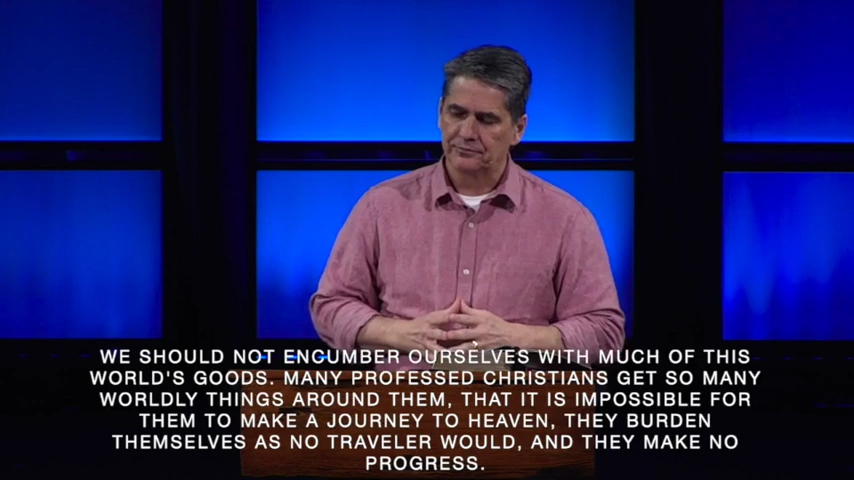 WE SHOULD NOT ENCUMBER OURSELVES WITH MUCH OF THIS
WORLD'S GOODS. MANY PROFESSED CHRISTIANS GET SO MANY
WORLDLY THINGS AROUND THEM, THAT IT IS IMPOSSIBLE FOR
THEM TO MAKE A JOURNEY TO HEAVEN, THEY BURDEN
THEMSELVES AS NO TRAVELER WOULD, AND THEY MAKE NO
PROGRESS.